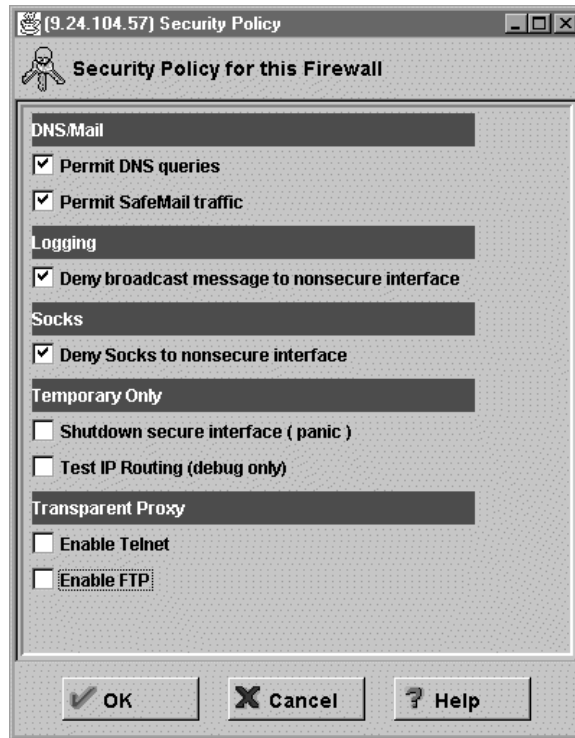 (9.24.104.57) Security Policy
Security Policy for this Firewall
DNS/Mail
Permit DNS queries
Permit SafeMail traffic
Logging
Deny broadcast message to nonsecure interface
Socks
Deny Socks to nonsecure interface
Temporary Only
Shutdown secure interface ( panic )
Test IP Routing (debug only)
Transparent Proxy
Enable Telnet
Enable FTP
OK
Cancel
? Help